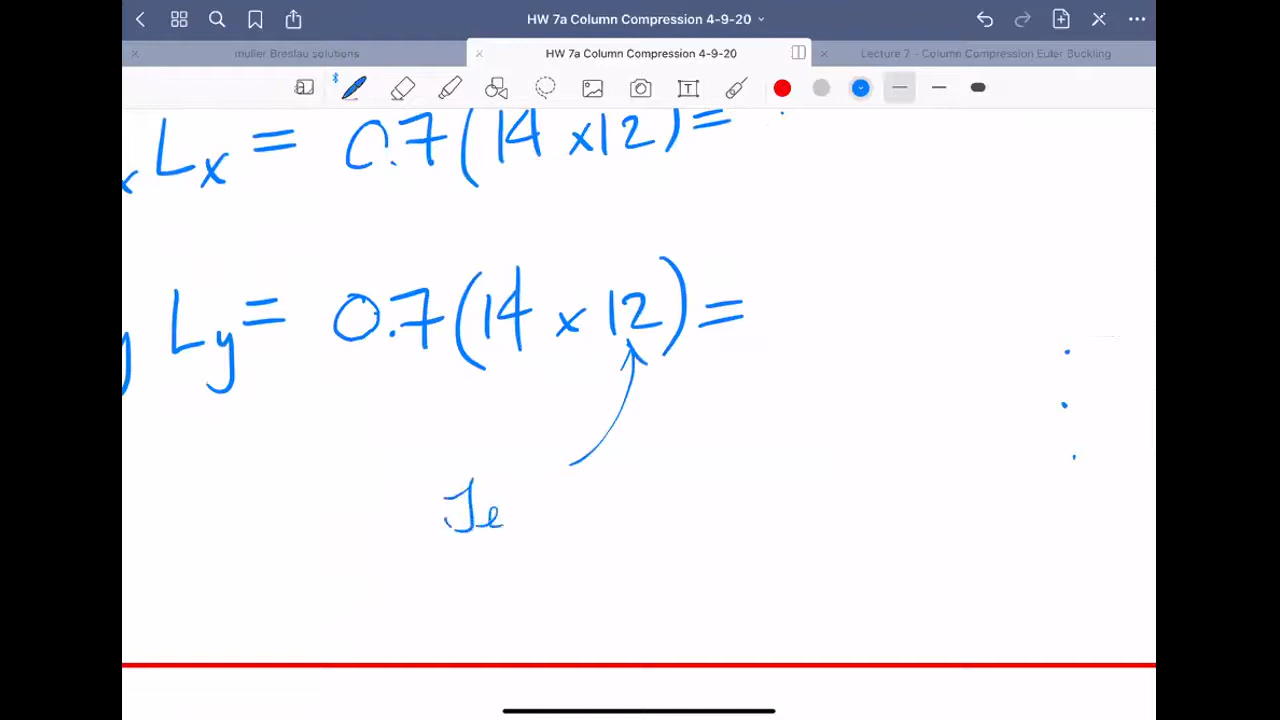 HW 7a Column Compression 4-9-20
muller Breslau solutions
HW 7a Column Compression 4-9-20
Lecture 7 - Column Compression Euler Buckling
x Lx = 0.7(14 x12)=
y Ly= 0.7(14 x 12)=